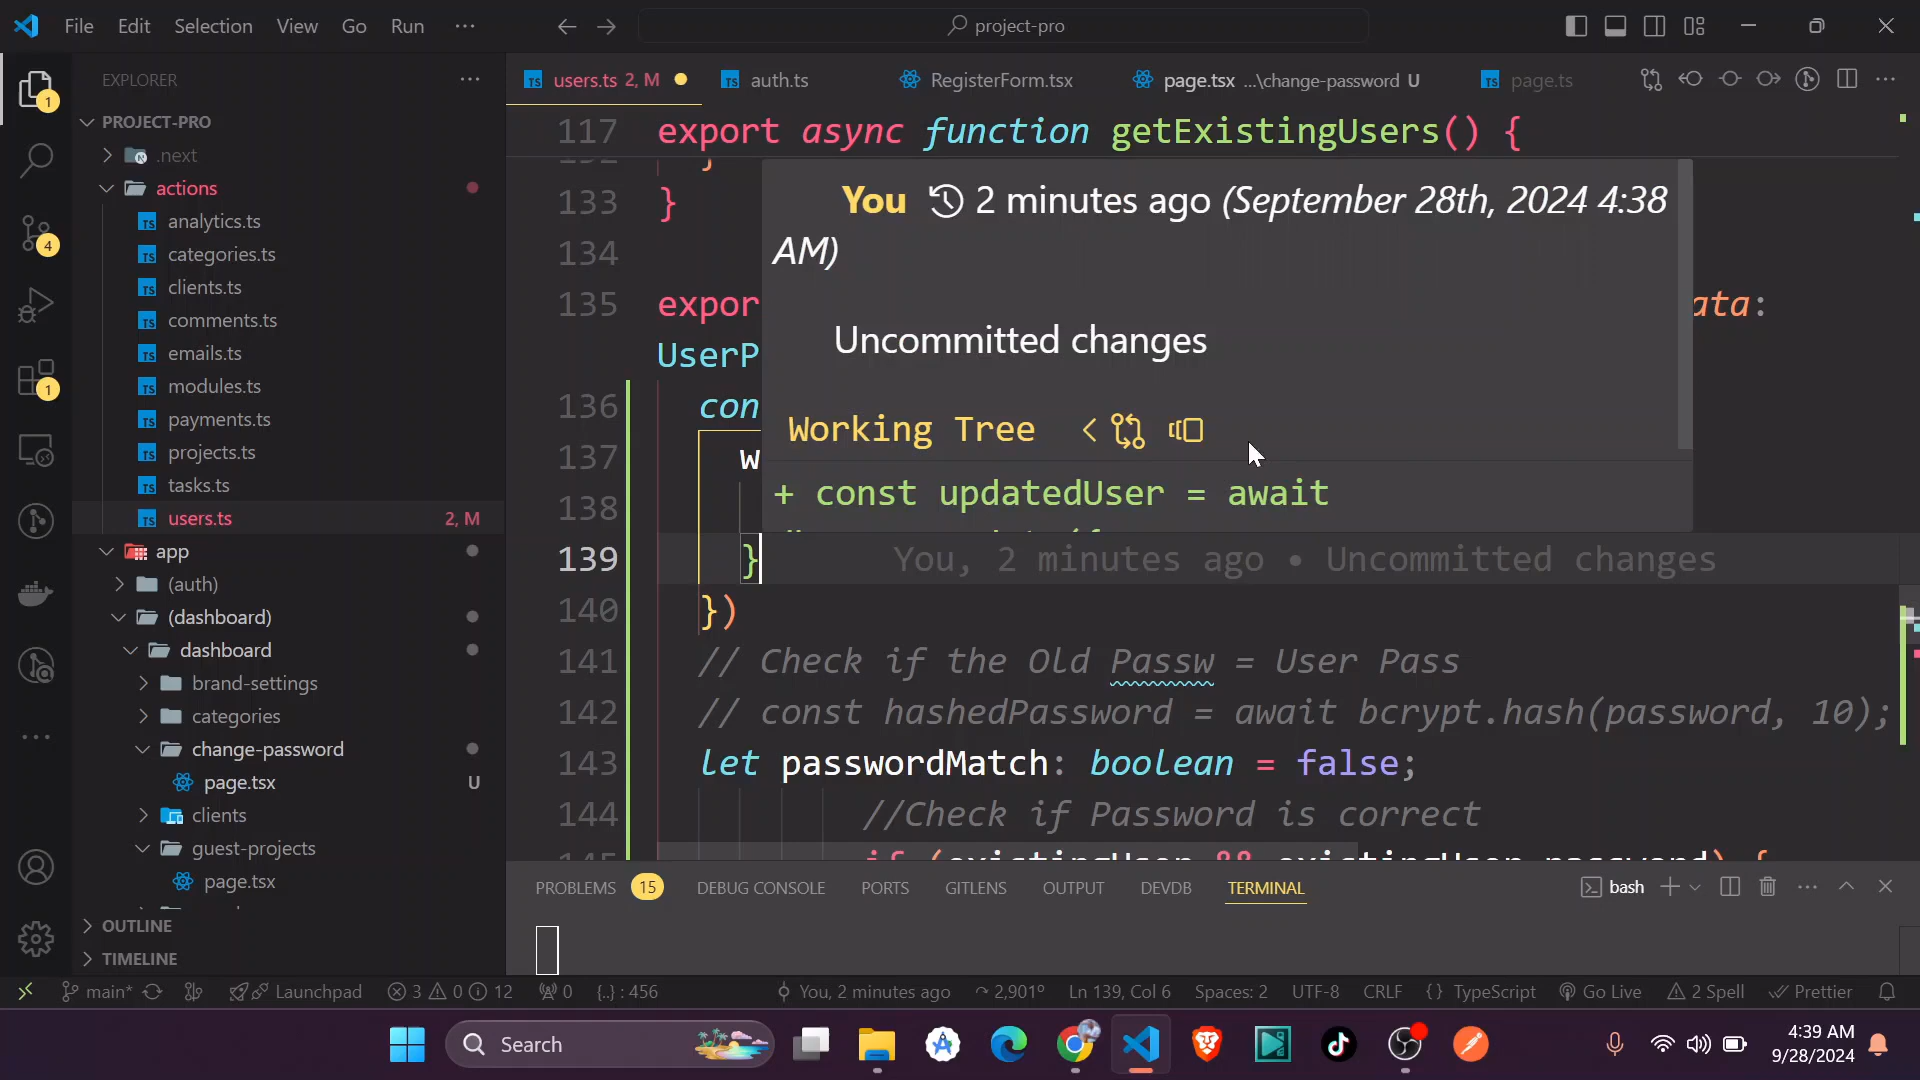 File Edit Selection View Go Run ···
project-pro
EXPLORER ···
PROJECT-PRO
.next
actions
analytics.ts
categories.ts
clients.ts
comments.ts
emails.ts
modules.ts
payments.ts
projects.ts
tasks.ts
users.ts 2, M
app
(auth)
(dashboard)
dashboard
brand-settings
categories
change-password
page.tsx U
clients
guest-projects
page.tsx
OUTLINE
TIMELINE
1
4
1
users.ts 2, M
auth.ts
RegisterForm.tsx
page.tsx ...\change-password U
page.ts
117 export async function getExistingUsers() {
133 }
134
135 expor ata:
UserP
136 con
137 w
138
139 } You, 2 minutes ago • Uncommitted changes
140 })
141 // Check if the Old Passw = User Pass
142 // const hashedPassword = await bcrypt.hash(password, 10);
143 let passwordMatch: boolean = false;
144 //Check if Password is correct
145 if (existingUser && existingUser.password) {
You 2 minutes ago (September 28th, 2024 4:38
AM)
Uncommitted changes
Working Tree
+ const updatedUser = await
PROBLEMS 15 DEBUG CONSOLE PORTS GITLENS OUTPUT DEVDB TERMINAL bash
main* Launchpad 3 0 12 0 {..} : 456 You, 2 minutes ago 2,901° Ln 139, Col 6 Spaces: 2 UTF-8 CRLF {} TypeScript Go Live 2 Spell Prettier
Search
4:39 AM
9/28/2024